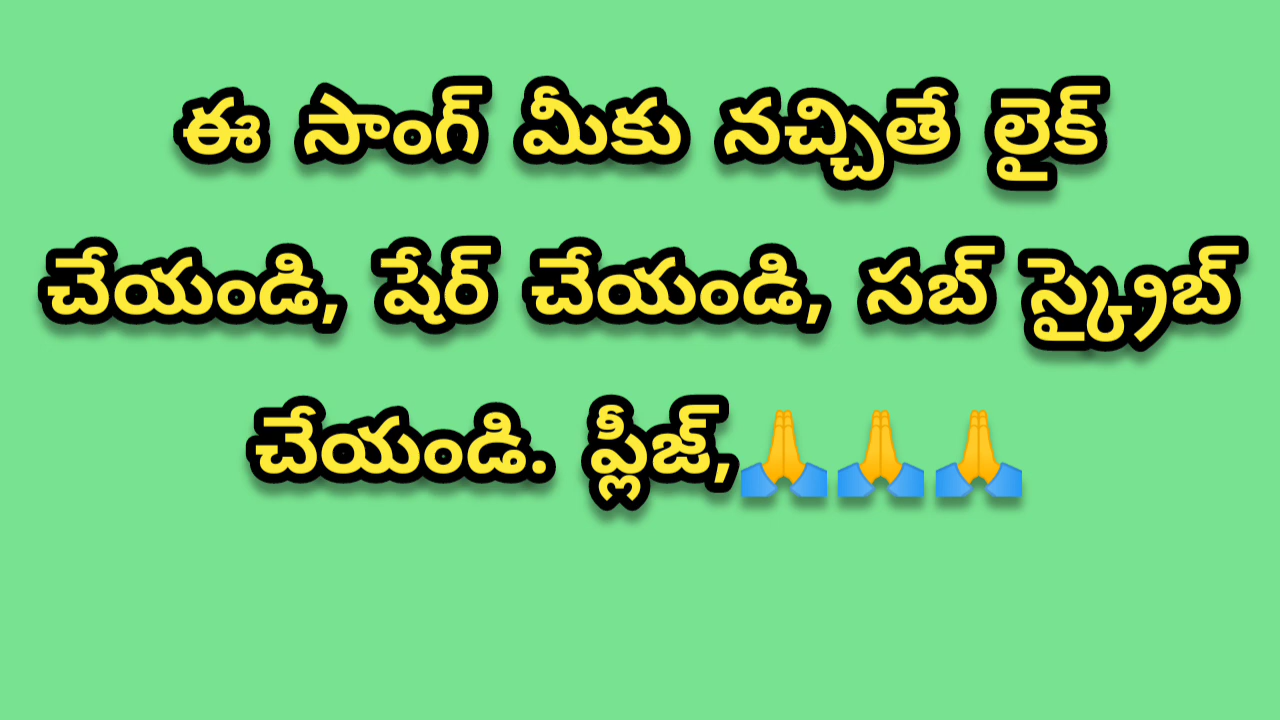 ఈ సాంగ్ మీకు నచ్చితే లైక్
చేయండి, షేర్ చేయండి, సబ్ స్క్రైబ్
చేయండి. ప్లీజ్,🙏🙏🙏